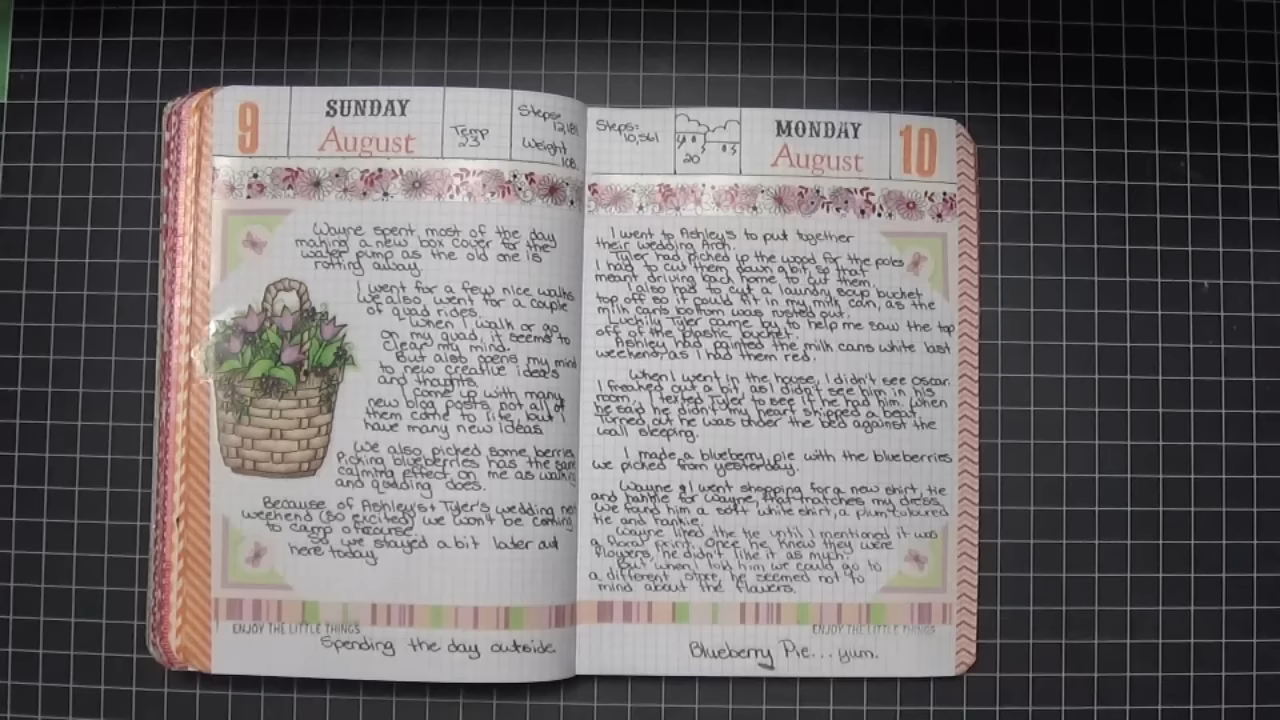 9
SUNDAY
August
Temp
23°
Steps:
Weight
Wayne spent most of the day
making a new box cover for the
water pump as the old one is
rotting away.
I went for a few nice walks
we also went for a couple
of quad rides.
When I walk or go
on my quad, it seems to
clear my mind.
But also opens my mind
to new creative ideas
and thoughts.
I come up with many
new blog posts, not all of
them come to life, but I
have many new ideas
We also picked some berries
Picking blueberries has the same
calming effect on me as walking
and quading does.
Because of Ashley's + Tyler's wedding next
weekend (so excited) we won't be coming
to camp of course
So we stayed a bit later out
here today
ENJOY THE LITTLE THINGS
Spending the day outside.
Steps:
10,561
20°
MONDAY
August
10
I went to Ashley's to put together
their wedding Arch.
Tyler had picked up the wood for the poles
I had to cut them down a bit, so that
meant driving back home to cut them.
I also had to cut a laundry soap bucket
top off so it could fit in my milk can, as the
milk can's bottom was rusted out.
Luckily Tyler came by to help me saw the top
off of the plastic bucket.
Ashley had painted the milk cans white last
weekend, as I had them red.
When I went in the house, I didn't see Oscar.
I freaked out a bit, as I didn't see him in his
room. I texted Tyler to see if he had him. When
he said he didn't my heart shipped a beat.
Turned out he was under the bed against the
wall sleeping.
I made a blueberry pie with the blueberries
we picked from yesterday.
Wayne & I went shopping for a new shirt, tie
and hankie for Wayne, that matches my dress.
We found him a soft white shirt, a plum coloured
tie and hankie.
Wayne liked the tie until I mentioned it was
a floral print. Once he knew they were
flowers, he didn't like it as much.
But when I told him we could go to
a different store, he seemed not to
mind about the flowers.
ENJOY THE LITTLE THINGS
Blueberry Pie... yum.